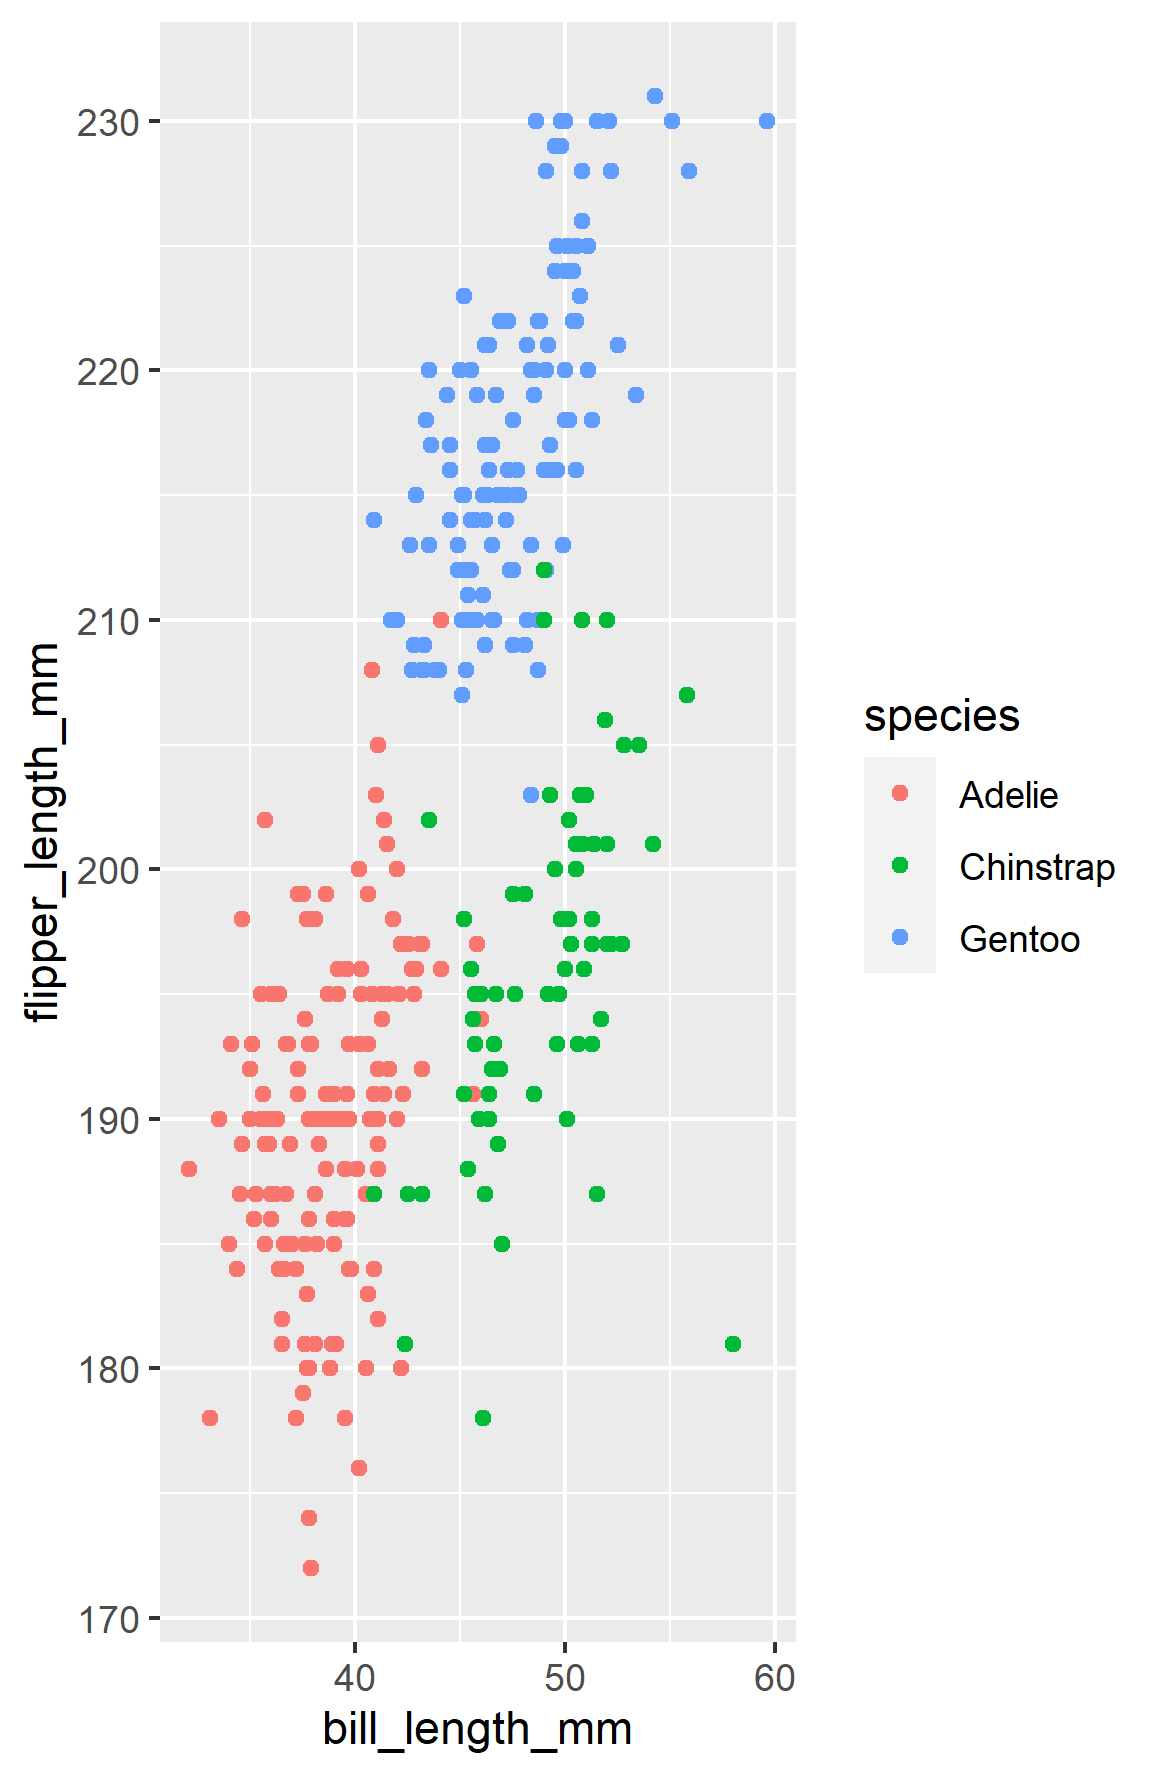 230
220
210
200
190
180
170
flipper_length_mm
40 50 60
bill_length_mm
species
Adelie
Chinstrap
Gentoo